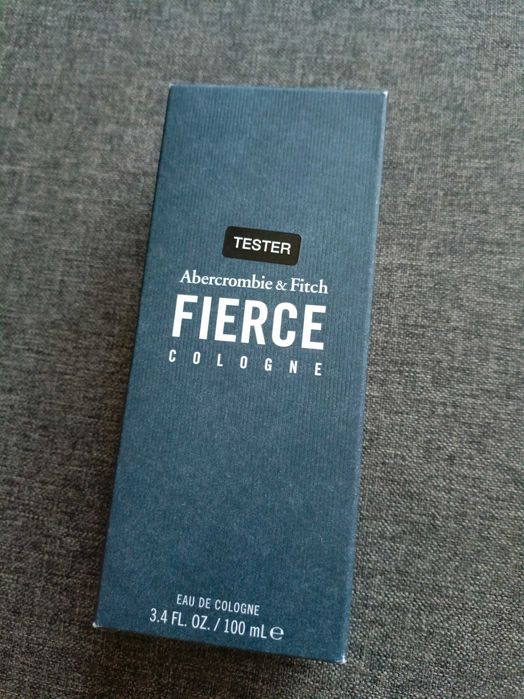 TESTER
Abercrombie & Fitch
FIERCE
COLOGNE
EAU DE COLOGNE
3.4 FL. OZ. / 100 mL℮